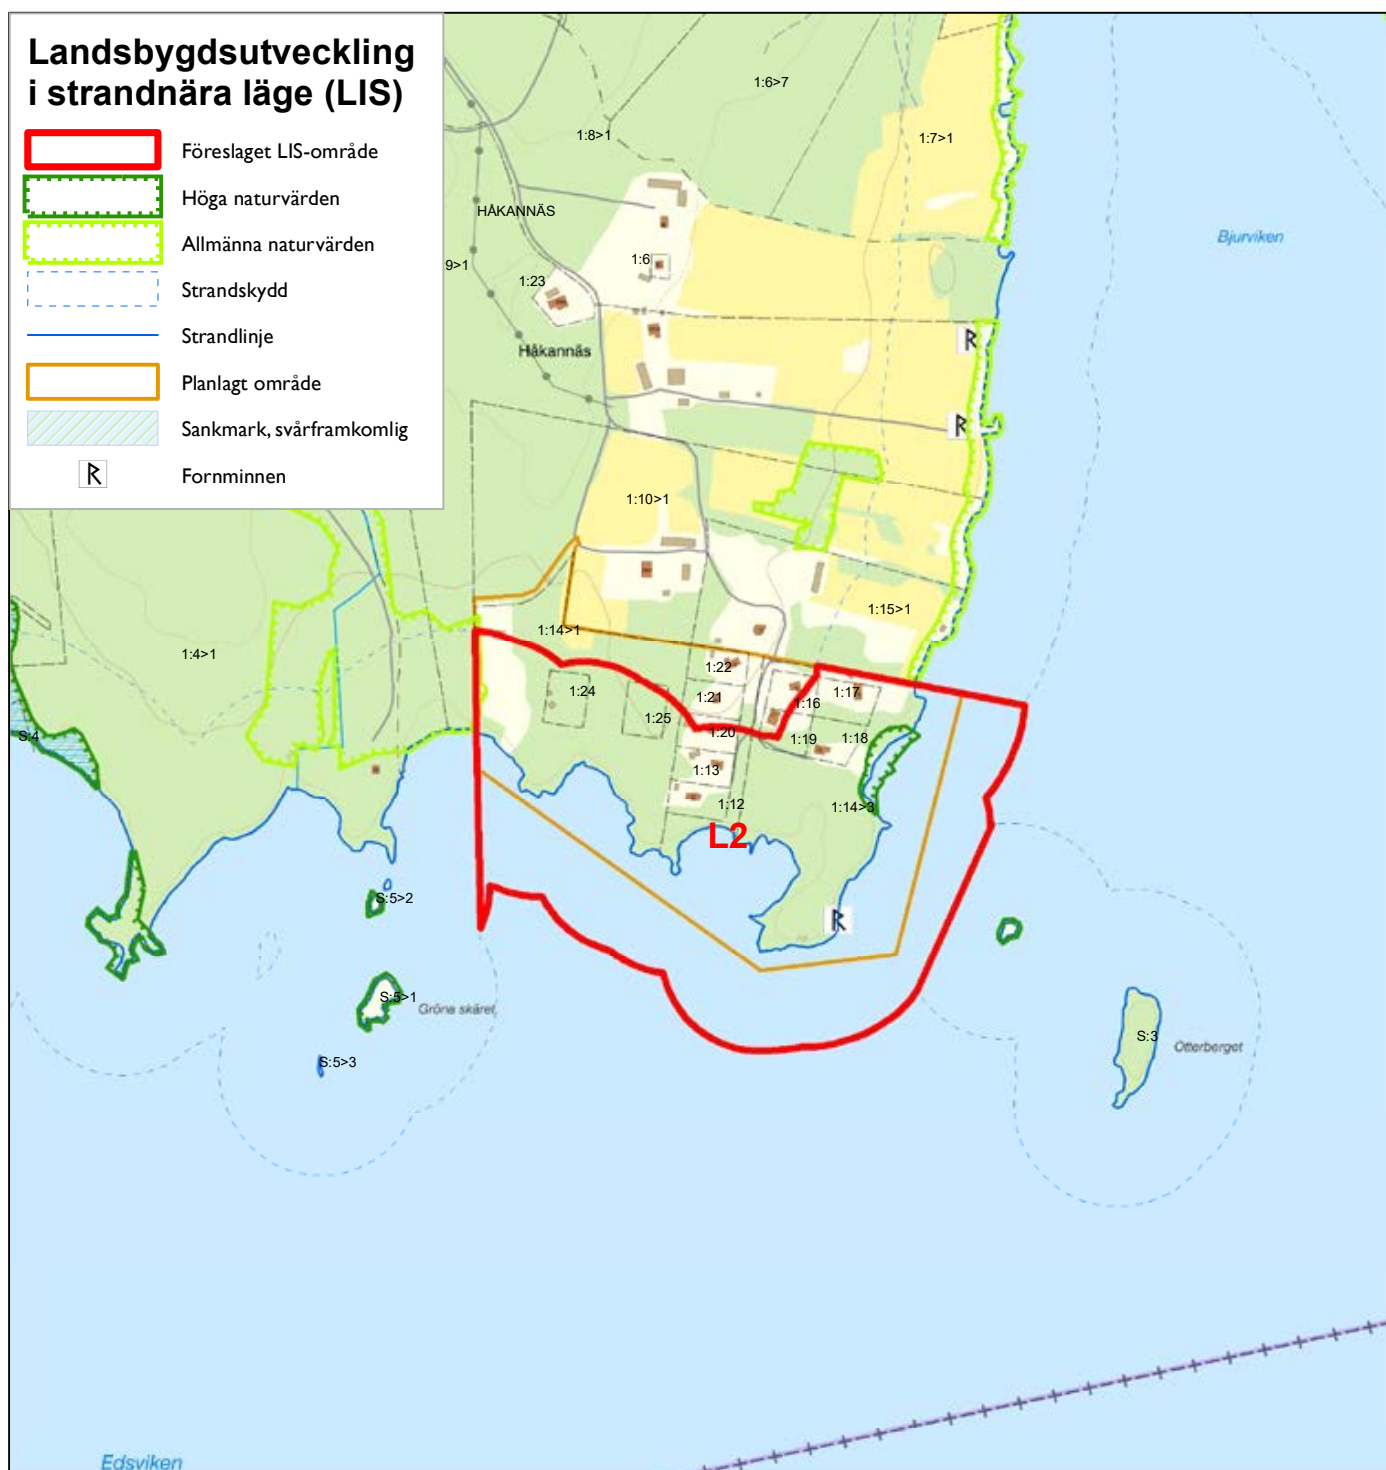 Landsbygdsutveckling
i strandnära läge (LIS)
Föreslaget LIS-område
Höga naturvärden
Allmänna naturvärden
Strandskydd
Strandlinje
Planlagt område
Sankmark, svårframkomlig
Fornminnen
1:6>7
1:8>1
1:7>1
HÅKANNÄS
Bjurviken
9>1
1:6
1:23
Håkannäs
1:10>1
1:15>1
1:14>1
1:4>1
1:22
1:24
1:21
1:17
1:16
1:25
1:20
1:19
1:18
S:4
1:13
1:12
1:14>3
L2
S:5>2
S:5>1
Gröna skäret
S:3
Otterberget
S:5>3
Edsviken